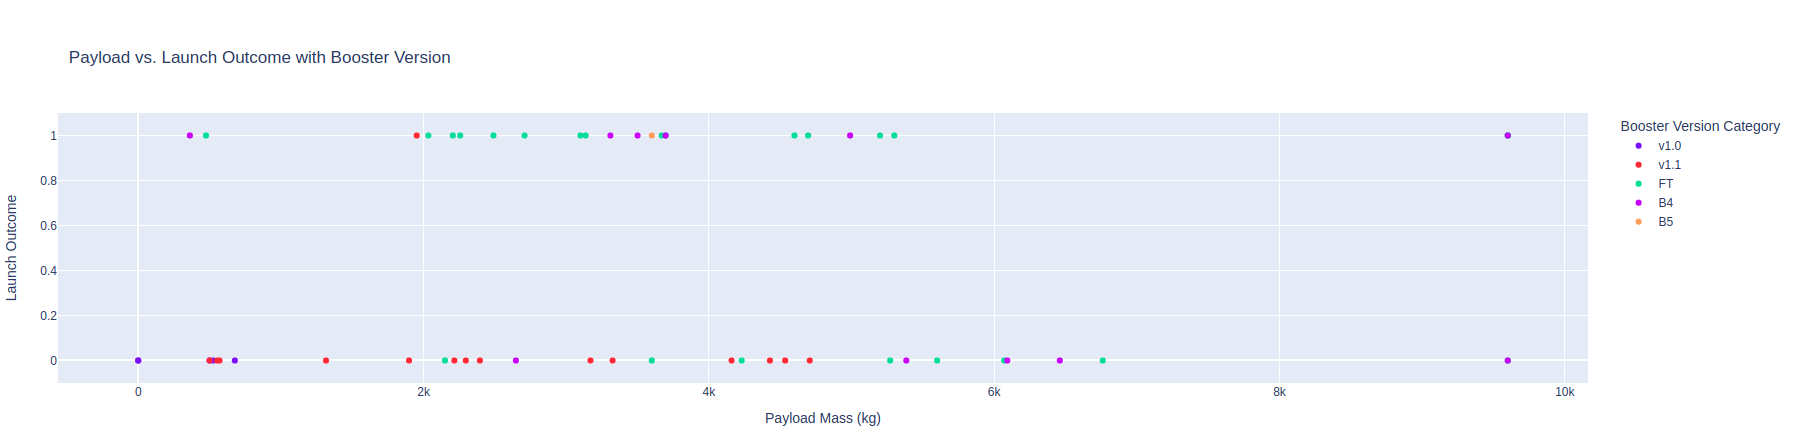 Payload vs. Launch Outcome with Booster Version
Launch Outcome
1
0.8
0.6
0.4
0.2
0
0
2k
4k
6k
8k
10k
Payload Mass (kg)
Booster Version Category
v1.0
v1.1
FT
B4
B5